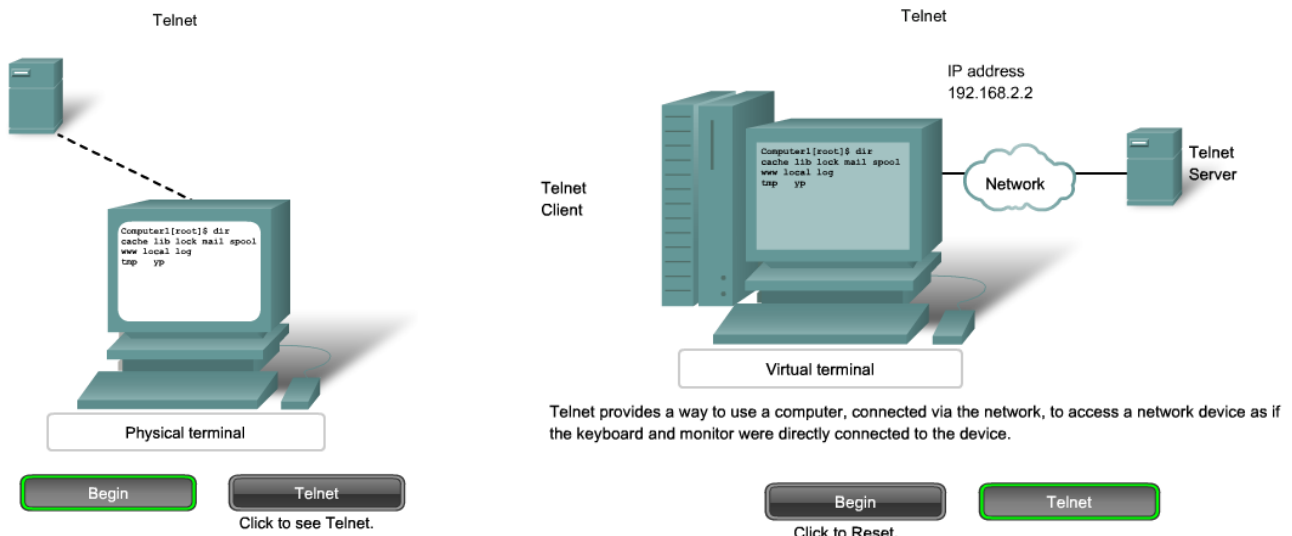 Telnet
Computer1[root]$ dir
cache lib lock mail spool
www local log
tmp yp
Physical terminal
Begin
Telnet
Click to see Telnet.
Telnet
IP address
192.168.2.2
Computer1[root]$ dir
cache lib lock mail spool
www local log
tmp yp
Telnet
Client
Network
Telnet
Server
Virtual terminal
Telnet provides a way to use a computer, connected via the network, to access a network device as if
the keyboard and monitor were directly connected to the device.
Begin
Telnet
Click to Reset.